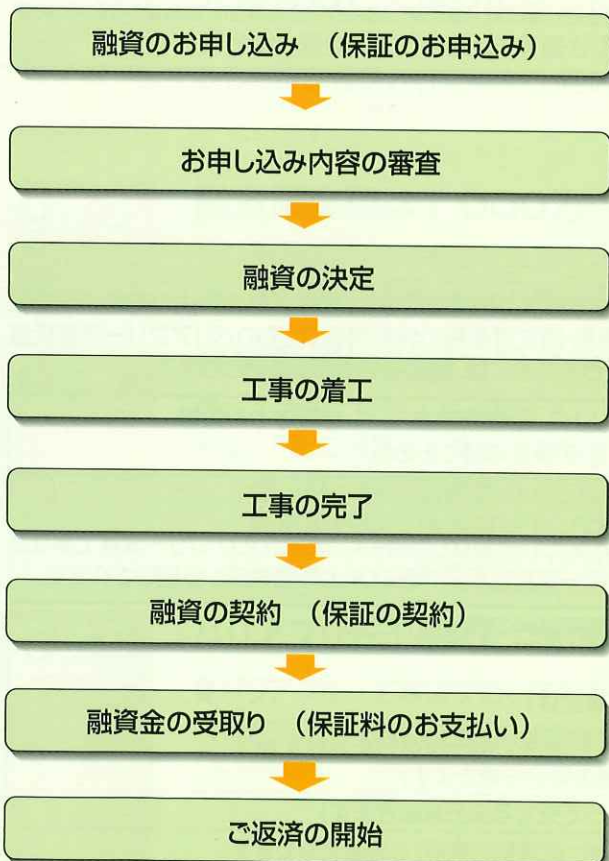 融資のお申し込み （保証のお申込み）
お申し込み内容の審査
融資の決定
工事の着工
工事の完了
融資の契約 （保証の契約）
融資金の受取り （保証料のお支払い）
ご返済の開始